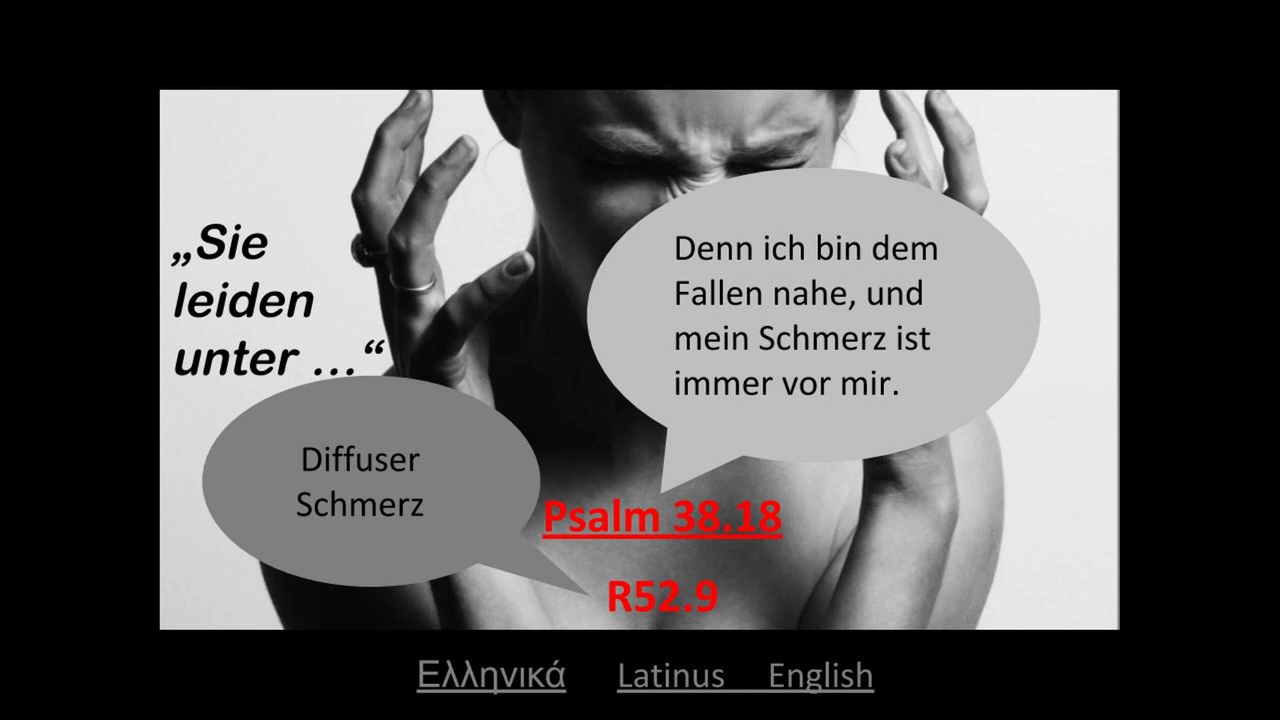 „Sie
leiden
unter …“
Denn ich bin dem
Fallen nahe, und
mein Schmerz ist
immer vor mir.
Diffuser
Schmerz
Psalm 38.18
R52.9
Ελληνικά Latinus English